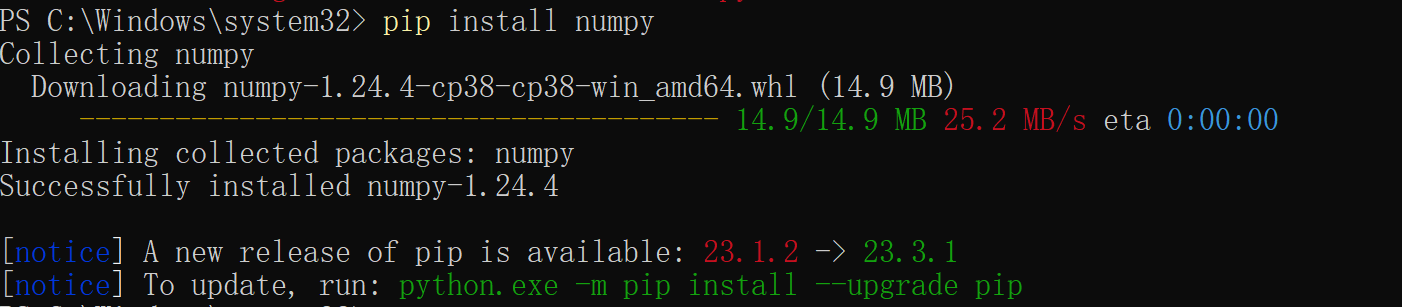 PS C:\Windows\system32> pip install numpy
Collecting numpy
  Downloading numpy-1.24.4-cp38-cp38-win_amd64.whl (14.9 MB)
     ---------------------------------------- 14.9/14.9 MB 25.2 MB/s eta 0:00:00
Installing collected packages: numpy
Successfully installed numpy-1.24.4

[notice] A new release of pip is available: 23.1.2 -> 23.3.1
[notice] To update, run: python.exe -m pip install --upgrade pip